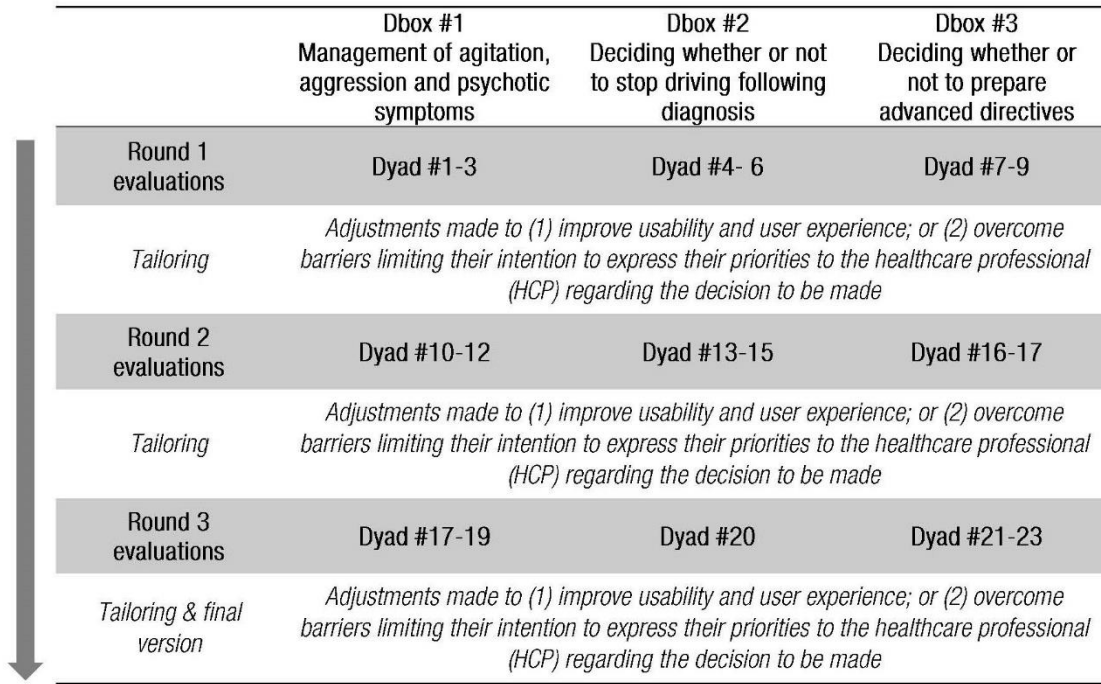 Dbox #1
Management of agitation,
aggression and psychotic
symptoms
Dbox #2
Deciding whether or not
to stop driving following
diagnosis
Dbox #3
Deciding whether or
not to prepare
advanced directives
Round 1
evaluations
Dyad #1-3
Dyad #4- 6
Dyad #7-9
Tailoring
Adjustments made to (1) improve usability and user experience; or (2) overcome
barriers limiting their intention to express their priorities to the healthcare professional
(HCP) regarding the decision to be made
Round 2
evaluations
Dyad #10-12
Dyad #13-15
Dyad #16-17
Tailoring
Adjustments made to (1) improve usability and user experience; or (2) overcome
barriers limiting their intention to express their priorities to the healthcare professional
(HCP) regarding the decision to be made
Round 3
evaluations
Dyad #17-19
Dyad #20
Dyad #21-23
Tailoring & final
version
Adjustments made to (1) improve usability and user experience; or (2) overcome
barriers limiting their intention to express their priorities to the healthcare professional
(HCP) regarding the decision to be made